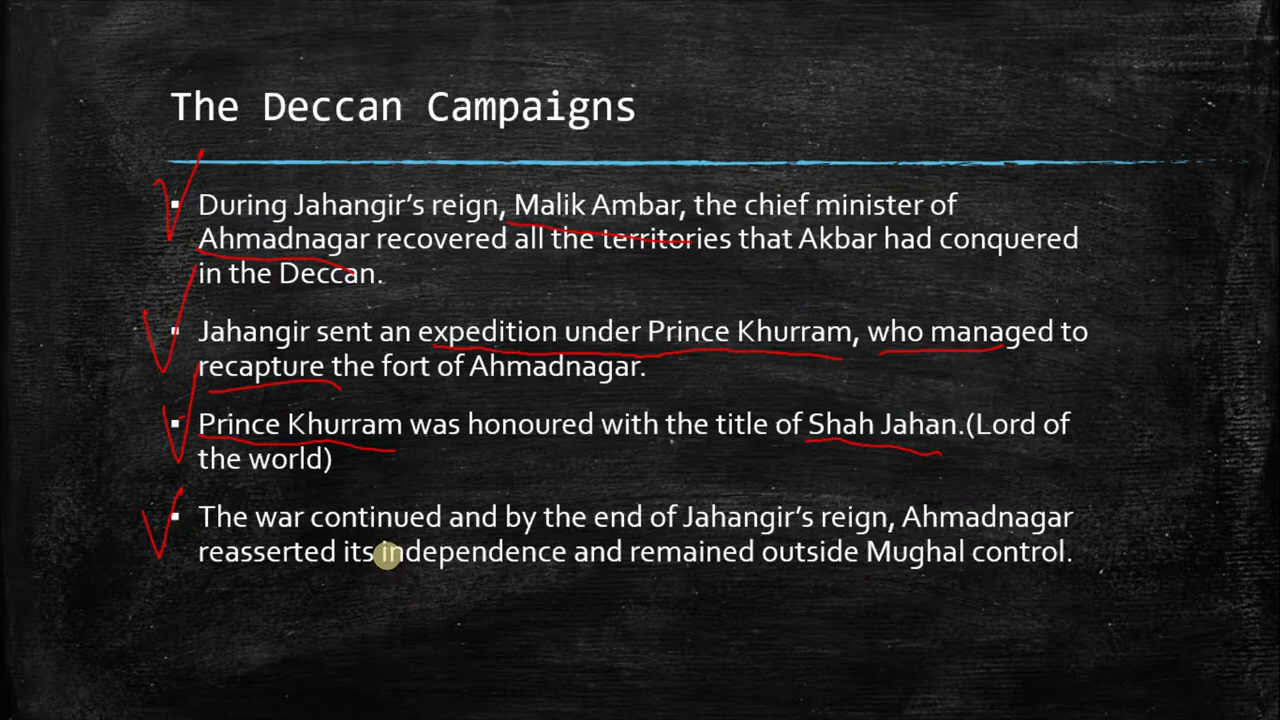 The Deccan Campaigns
▪ During Jahangir’s reign, Malik Ambar, the chief minister of
Ahmadnagar recovered all the territories that Akbar had conquered
in the Deccan.
▪ Jahangir sent an expedition under Prince Khurram, who managed to
recapture the fort of Ahmadnagar.
▪ Prince Khurram was honoured with the title of Shah Jahan.(Lord of
the world)
▪ The war continued and by the end of Jahangir’s reign, Ahmadnagar
reasserted its independence and remained outside Mughal control.